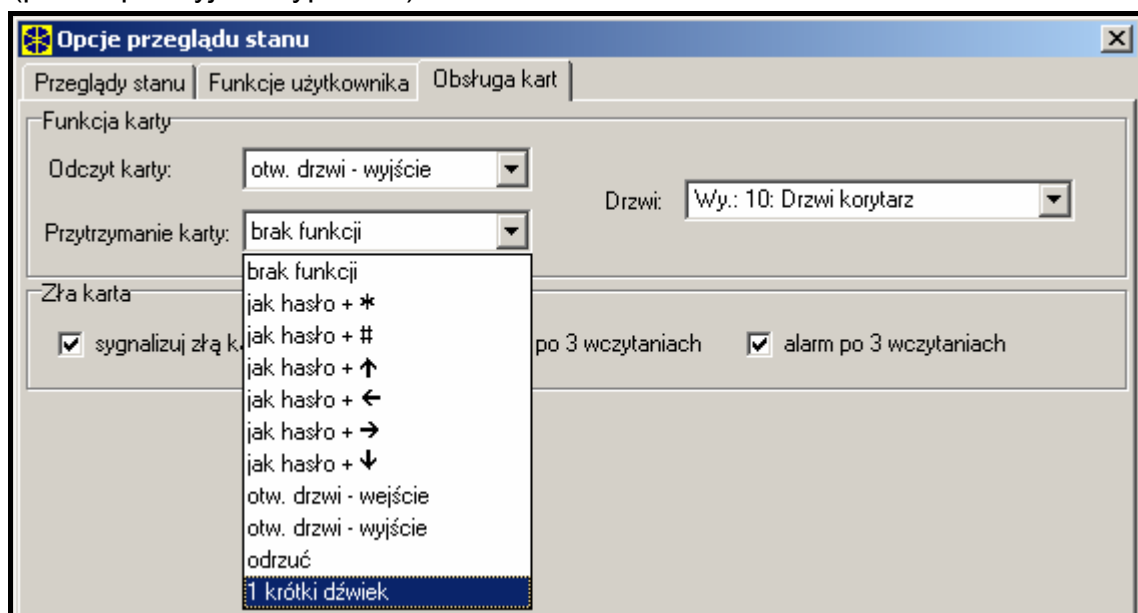 Opcje przeglądu stanu
Przeglądy stanu Funkcje użytkownika Obsługa kart
Funkcja karty
Odczyt karty: otw. drzwi - wyjście
Drzwi: Wy.: 10: Drzwi korytarz
Przytrzymanie karty: brak funkcji
brak funkcji
Zła karta
jak hasło + *
jak hasło + #
sygnalizuj złą po 3 wczytaniach alarm po 3 wczytaniach
jak hasło + ↑
jak hasło + ←
jak hasło + →
jak hasło + ↓
otw. drzwi - wejście
otw. drzwi - wyjście
odrzuć
1 krótki dźwiek